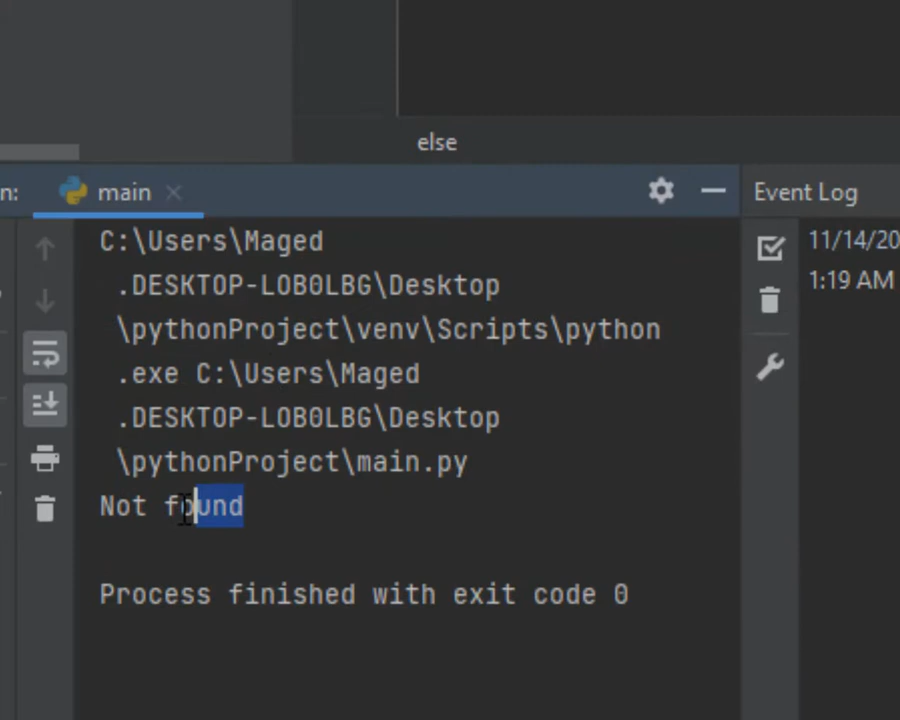 else
n:
main
Event Log
C:\Users\Maged
.DESKTOP-LOB0LBG\Desktop
\pythonProject\venv\Scripts\python
.exe C:\Users\Maged
.DESKTOP-LOB0LBG\Desktop
\pythonProject\main.py
Not found
Process finished with exit code 0
11/14/20
1:19 AM